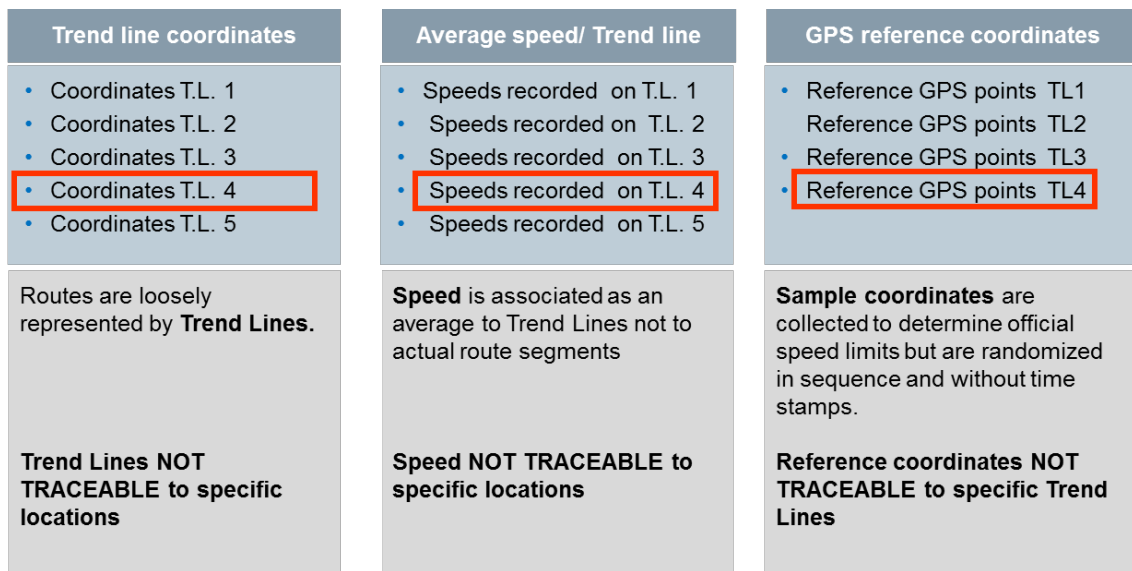 Trend line coordinates
• Coordinates T.L. 1
• Coordinates T.L. 2
• Coordinates T.L. 3
• Coordinates T.L. 4
• Coordinates T.L. 5
Routes are loosely
represented by Trend Lines.
Trend Lines NOT
TRACEABLE to specific
locations
Average speed/ Trend line
• Speeds recorded on T.L. 1
• Speeds recorded on T.L. 2
• Speeds recorded on T.L. 3
• Speeds recorded on T.L. 4
• Speeds recorded on T.L. 5
Speed is associated as an
average to Trend Lines not to
actual route segments
Speed NOT TRACEABLE to
specific locations
GPS reference coordinates
• Reference GPS points TL1
Reference GPS points TL2
• Reference GPS points TL3
• Reference GPS points TL4
Sample coordinates are
collected to determine official
speed limits but are randomized
in sequence and without time
stamps.
Reference coordinates NOT
TRACEABLE to specific Trend
Lines